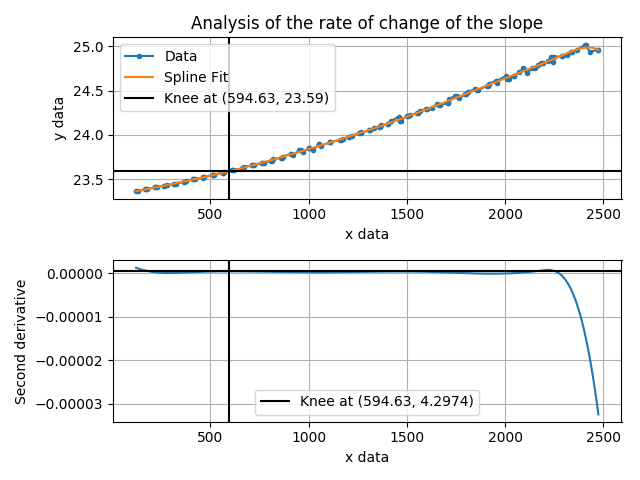 Analysis of the rate of change of the slope
25.0
24.5
24.0
23.5
y data
Data
Spline Fit
Knee at (594.63, 23.59)
500 1000 1500 2000 2500
x data
0.00000
−0.00001
−0.00002
−0.00003
Second derivative
Knee at (594.63, 4.2974)
500 1000 1500 2000 2500
x data